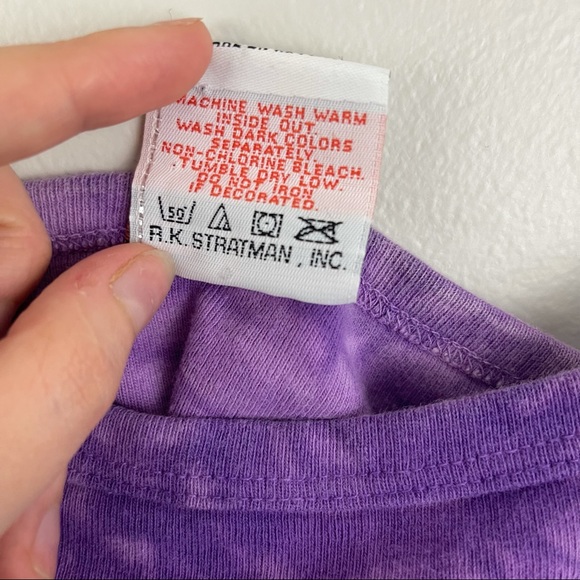 MACHINE WASH WARM
INSIDE OUT.
WASH DARK COLORS
SEPARATELY.
NON-CHLORINE BLEACH.
TUMBLE DRY LOW.
DO NOT IRON
IF DECORATED.
50°
R.K. STRATMAN, INC.